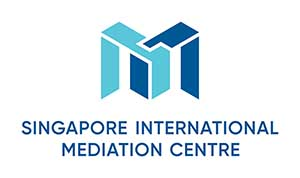 SINGAPORE INTERNATIONAL
MEDIATION CENTRE